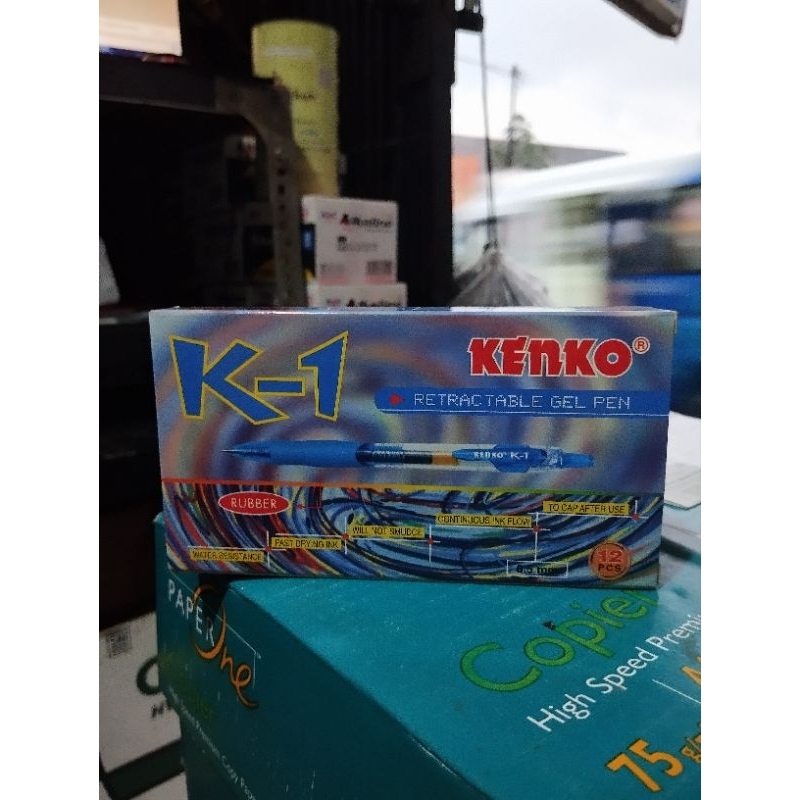 K-1
KENKO®
RETRACTABLE GEL PEN
KENKO® K-1
RUBBER
TO CAP AFTER USE
CONTINUOUS INK FLOW
WILL NOT SMUDGE
FAST DRYING INK
WATER RESISTANCE
12
PCS
PAPER
One
Copier
High Speed Premi
75 g/